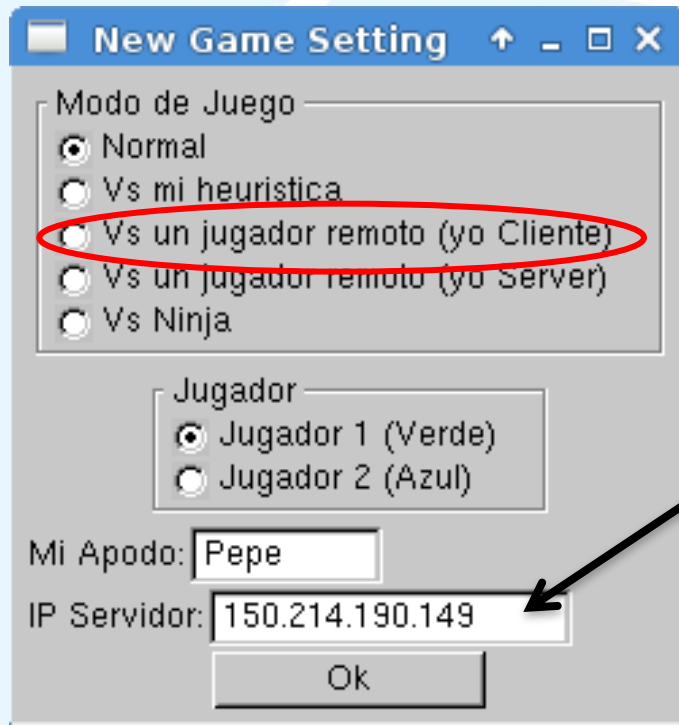 New Game Setting
Modo de Juego
Normal
Vs mi heuristica
Vs un jugador remoto (yo Cliente)
Vs un jugador remoto (yo Server)
Vs Ninja
Jugador
Jugador 1 (Verde)
Jugador 2 (Azul)
Mi Apodo: Pepe
IP Servidor: 150.214.190.149
Ok